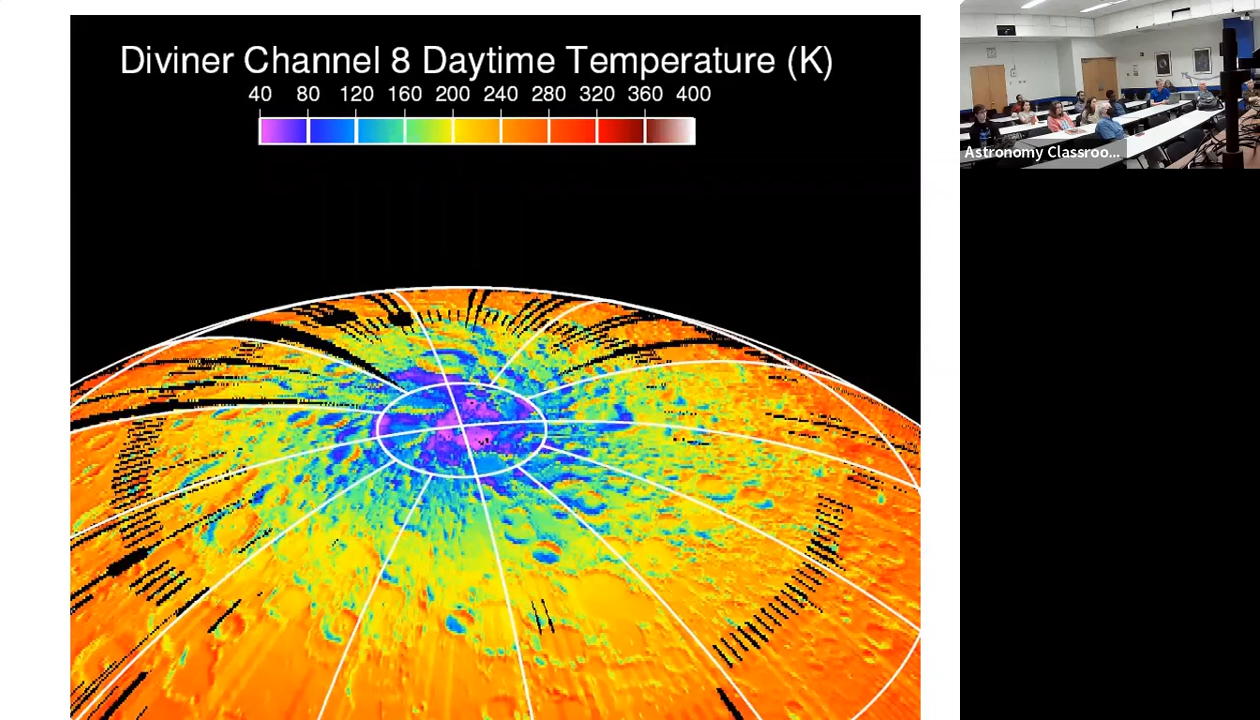 Diviner Channel 8 Daytime Temperature (K)
40 80 120 160 200 240 280 320 360 400
Astronomy Classroo...